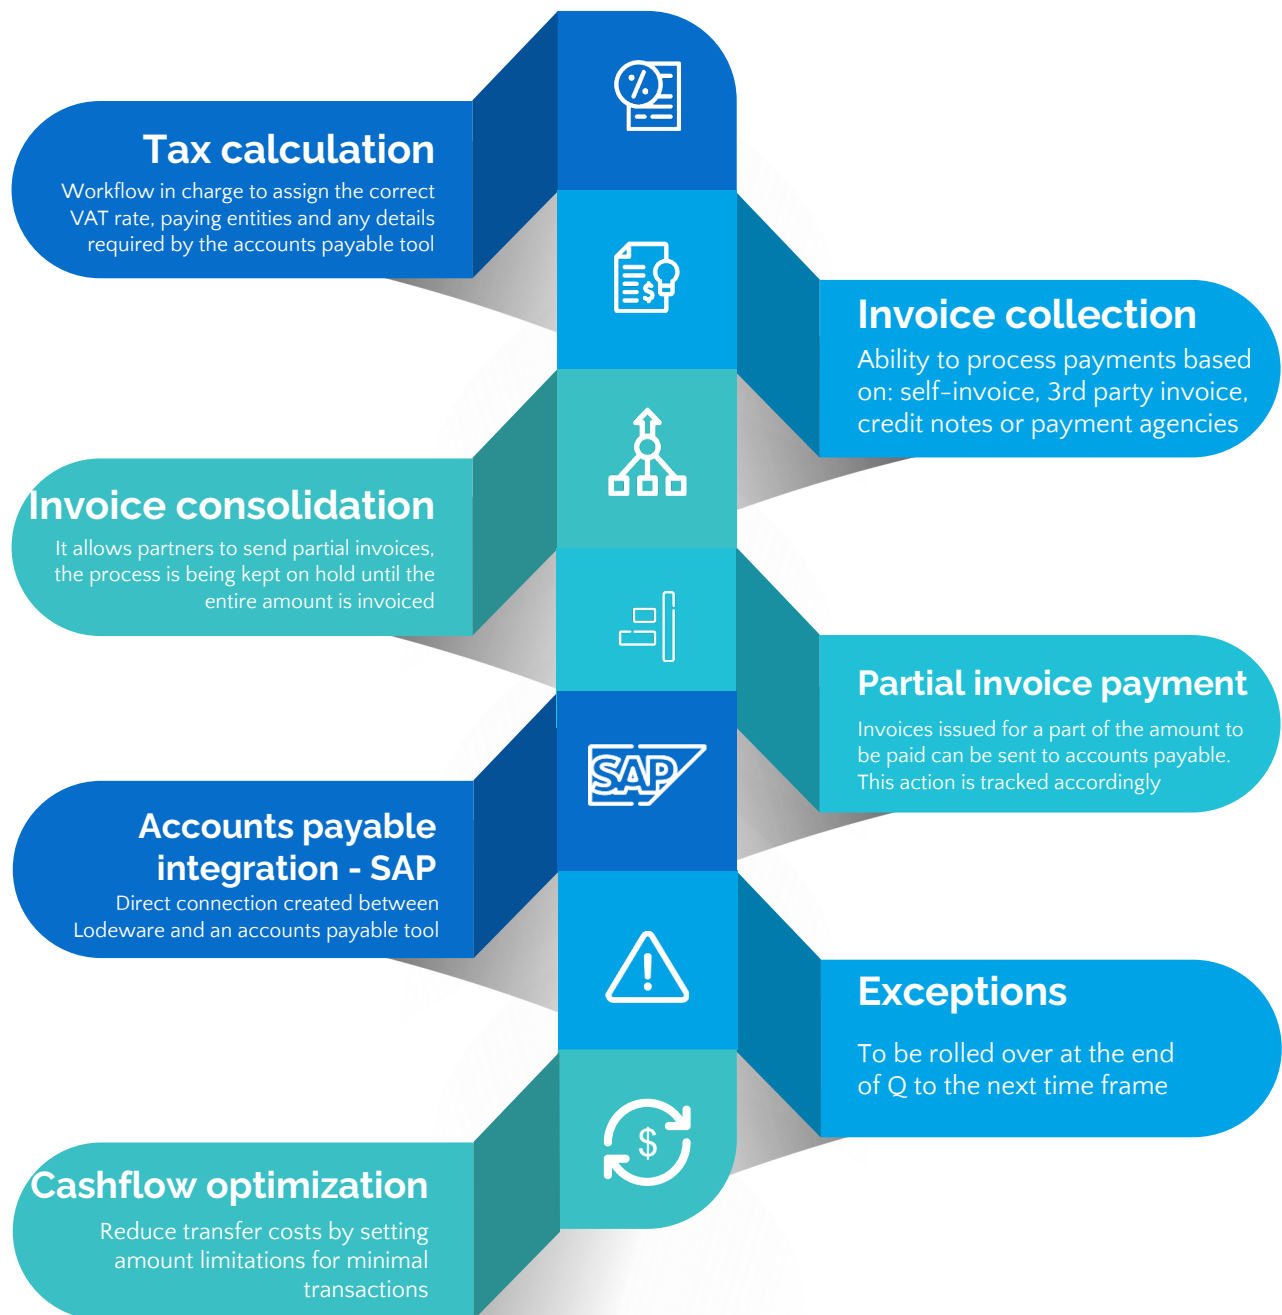 Tax calculation
Workflow in charge to assign the correct
VAT rate, paying entities and any details
required by the accounts payable tool
Invoice collection
Ability to process payments based
on: self-invoice, 3rd party invoice,
credit notes or payment agencies
Invoice consolidation
It allows partners to send partial invoices,
the process is being kept on hold until the
entire amount is invoiced
Partial invoice payment
Invoices issued for a part of the amount to
be paid can be sent to accounts payable.
This action is tracked accordingly
SAP
Accounts payable
integration - SAP
Direct connection created between
Lodeware and an accounts payable tool
Exceptions
To be rolled over at the end
of Q to the next time frame
Cashflow optimization
Reduce transfer costs by setting
amount limitations for minimal
transactions